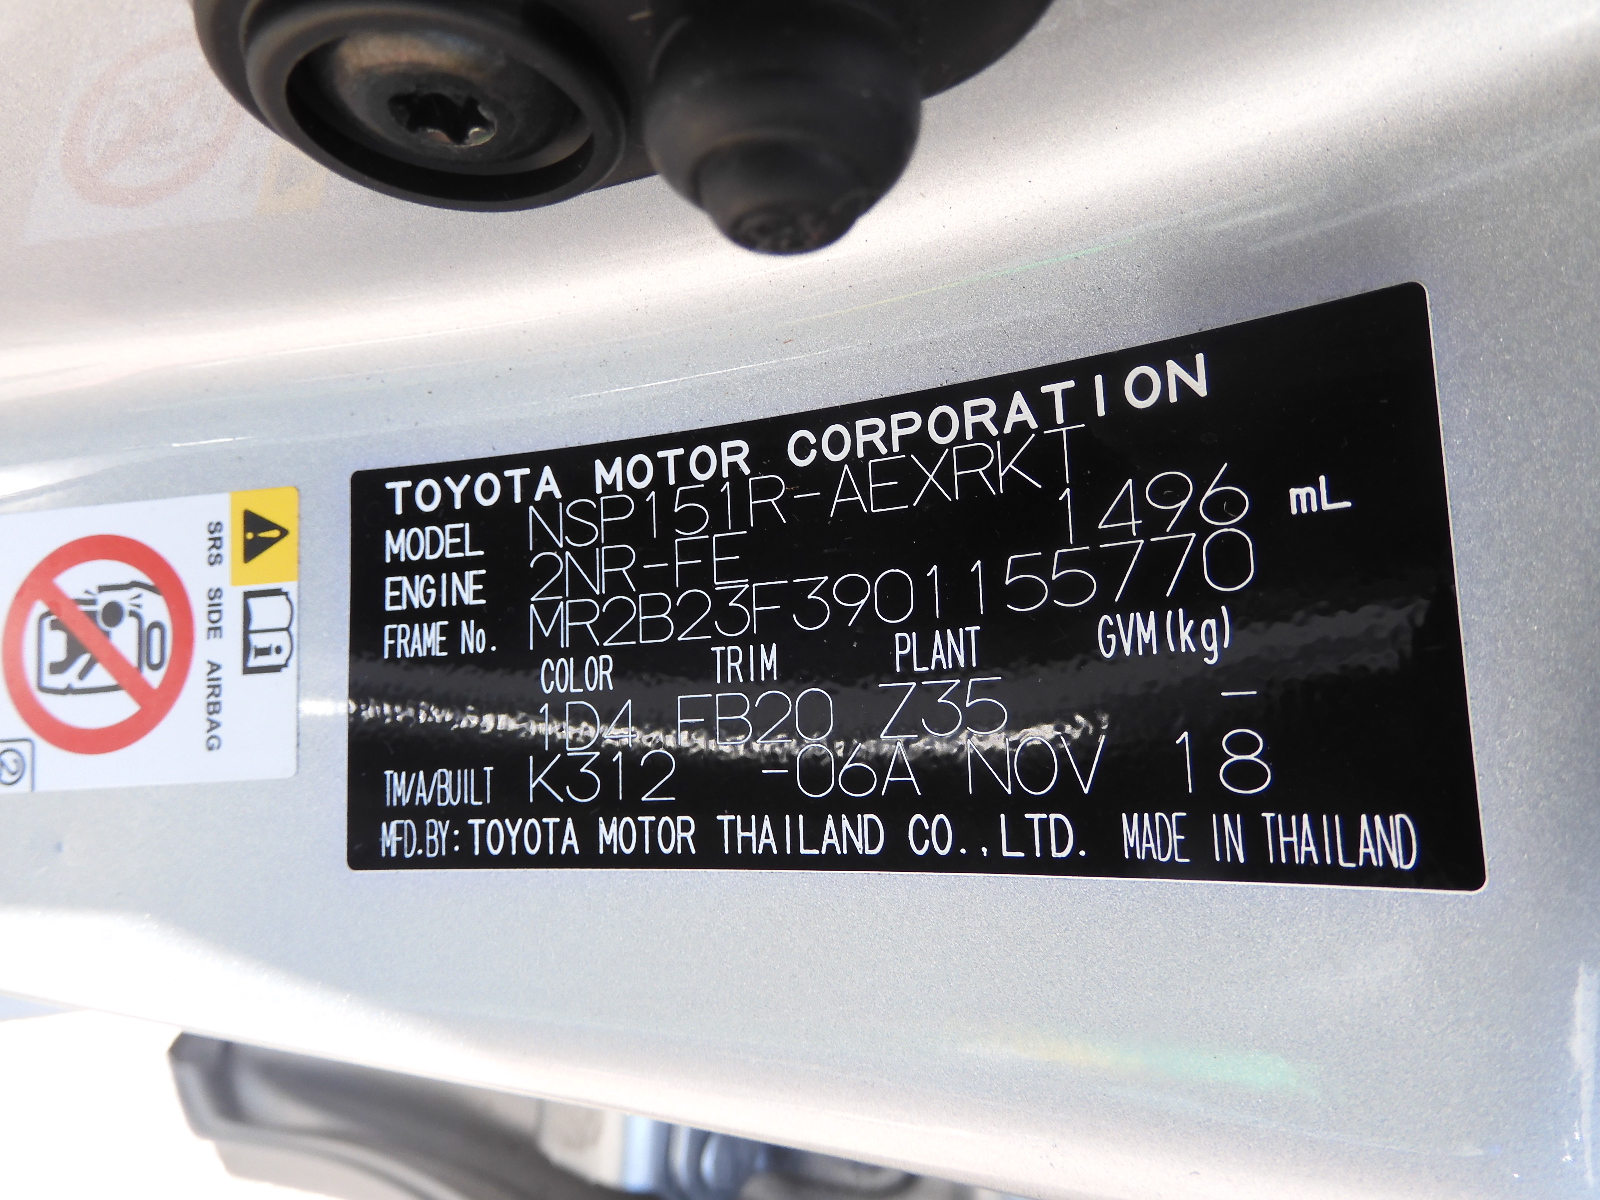 TOYOTA MOTOR CORPORATION
MODEL NSP151R-AEXRKT
ENGINE 2NR-FE 1496 mL
FRAME No. MR2B23F3901155770
COLOR TRIM PLANT GVM(kg)
1D4 EB20 Z35 -
TM/A/BUILT K312 -06A NOV 18
MFD.BY: TOYOTA MOTOR THAILAND CO.,LTD. MADE IN THAILAND
SRS SIDE AIRBAG
2